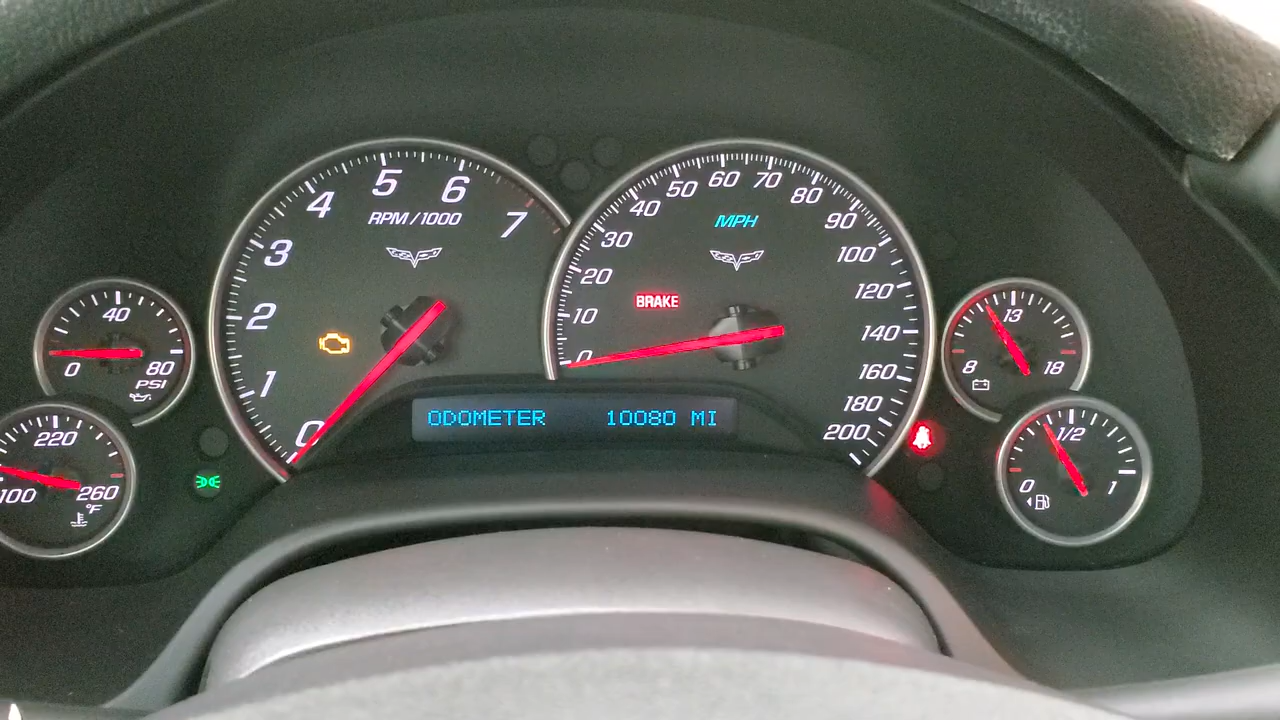 0 1 2 3 4 5 6 7
RPM/1000
0 10 20 30 40 50 60 70 80 90 100 120 140 160 180 200
MPH
BRAKE
ODOMETER 10080 MI
0 40 80
PSI
100 220 260
°F
8 13 18
0 1/2 1